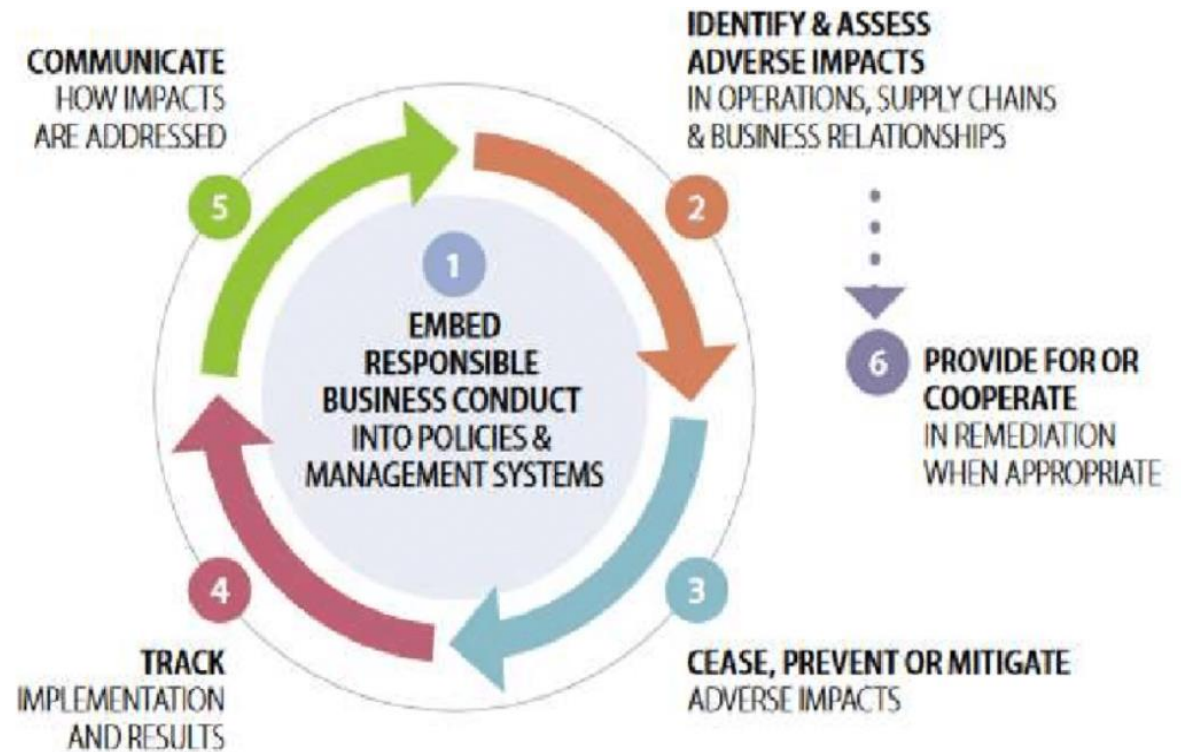 COMMUNICATE
HOW IMPACTS
ARE ADDRESSED
5
IDENTIFY & ASSESS
ADVERSE IMPACTS
IN OPERATIONS, SUPPLY CHAINS
& BUSINESS RELATIONSHIPS
2
1
EMBED
RESPONSIBLE
BUSINESS CONDUCT
INTO POLICIES &
MANAGEMENT SYSTEMS
6
PROVIDE FOR OR
COOPERATE
IN REMEDIATION
WHEN APPROPRIATE
4
TRACK
IMPLEMENTATION
AND RESULTS
3
CEASE, PREVENT OR MITIGATE
ADVERSE IMPACTS